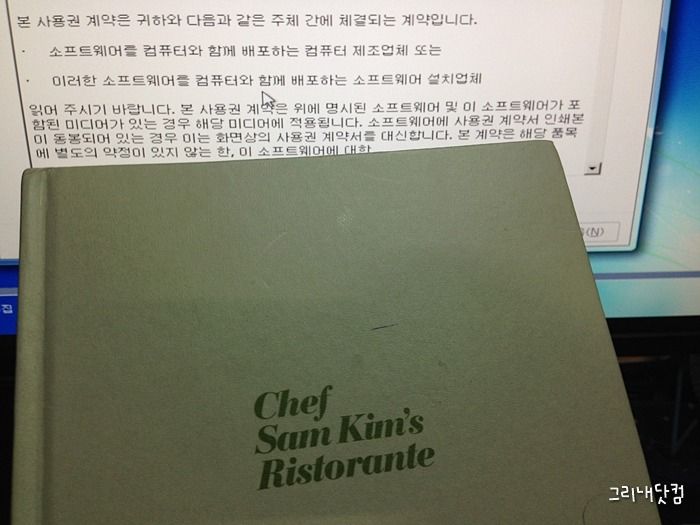 본 사용권 계약은 귀하와 다음과 같은 주체 간에 체결되는 계약입니다.
· 소프트웨어를 컴퓨터와 함께 배포하는 컴퓨터 제조업체 또는
· 이러한 소프트웨어를 컴퓨터와 함께 배포하는 소프트웨어 설치업체
읽어 주시기 바랍니다. 본 사용권 계약은 위에 명시된 소프트웨어 및 이 소프트웨어가 포
함된 미디어가 있는 경우 해당 미디어에 적용됩니다. 소프트웨어에 사용권 계약서 인쇄본
이 동봉되어 있는 경우 이는 화면상의 사용권 계약서를 대신합니다. 본 계약은 해당 품목
에 별도의 약정이 있지 않는 한, 이 소프트웨어에 대한
(N)
집
Chef
Sam Kim's
Ristorante
그리내닷컴